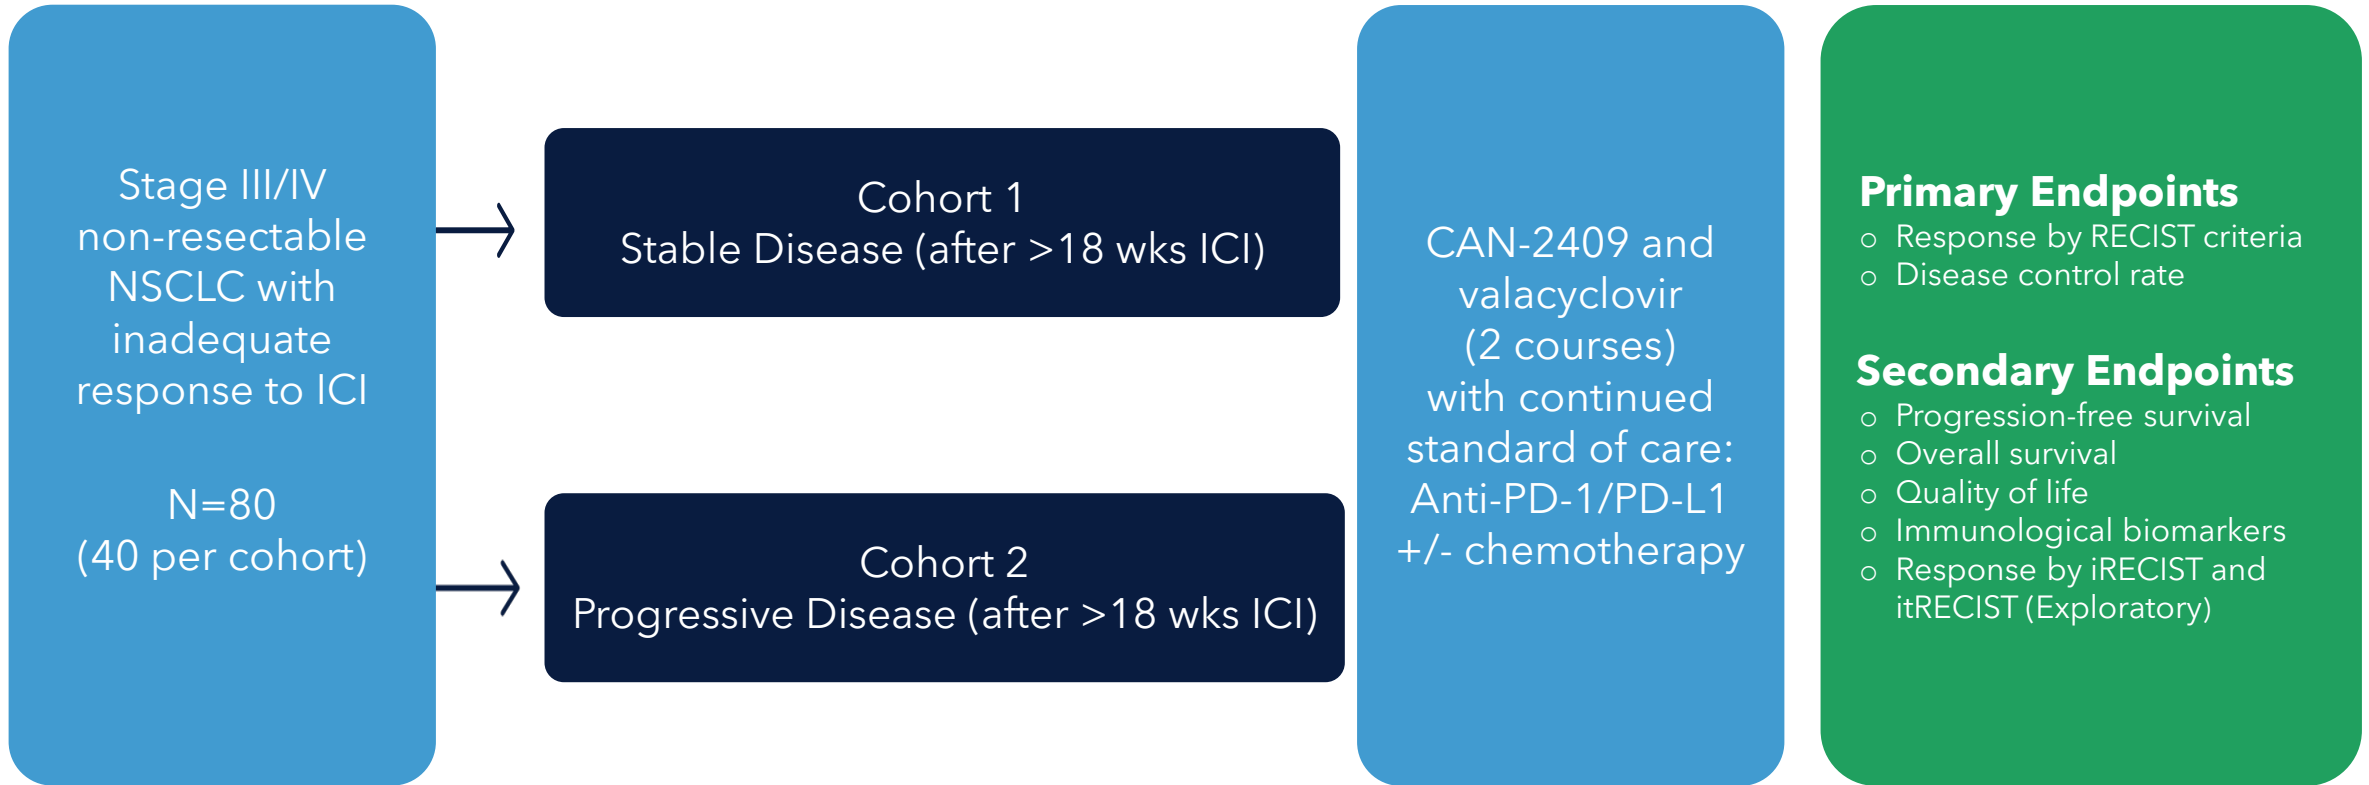 Stage III/IV
non-resectable
NSCLC with
inadequate
response to ICI
N=80
(40 per cohort)
Cohort 1
Stable Disease (after >18 wks ICI)
Cohort 2
Progressive Disease (after >18 wks ICI)
CAN-2409 and
valacyclovir
(2 courses)
with continued
standard of care:
Anti-PD-1/PD-L1
+/- chemotherapy
Primary Endpoints
○ Response by RECIST criteria
○ Disease control rate
Secondary Endpoints
○ Progression-free survival
○ Overall survival
○ Quality of life
○ Immunological biomarkers
○ Response by iRECIST and
itRECIST (Exploratory)